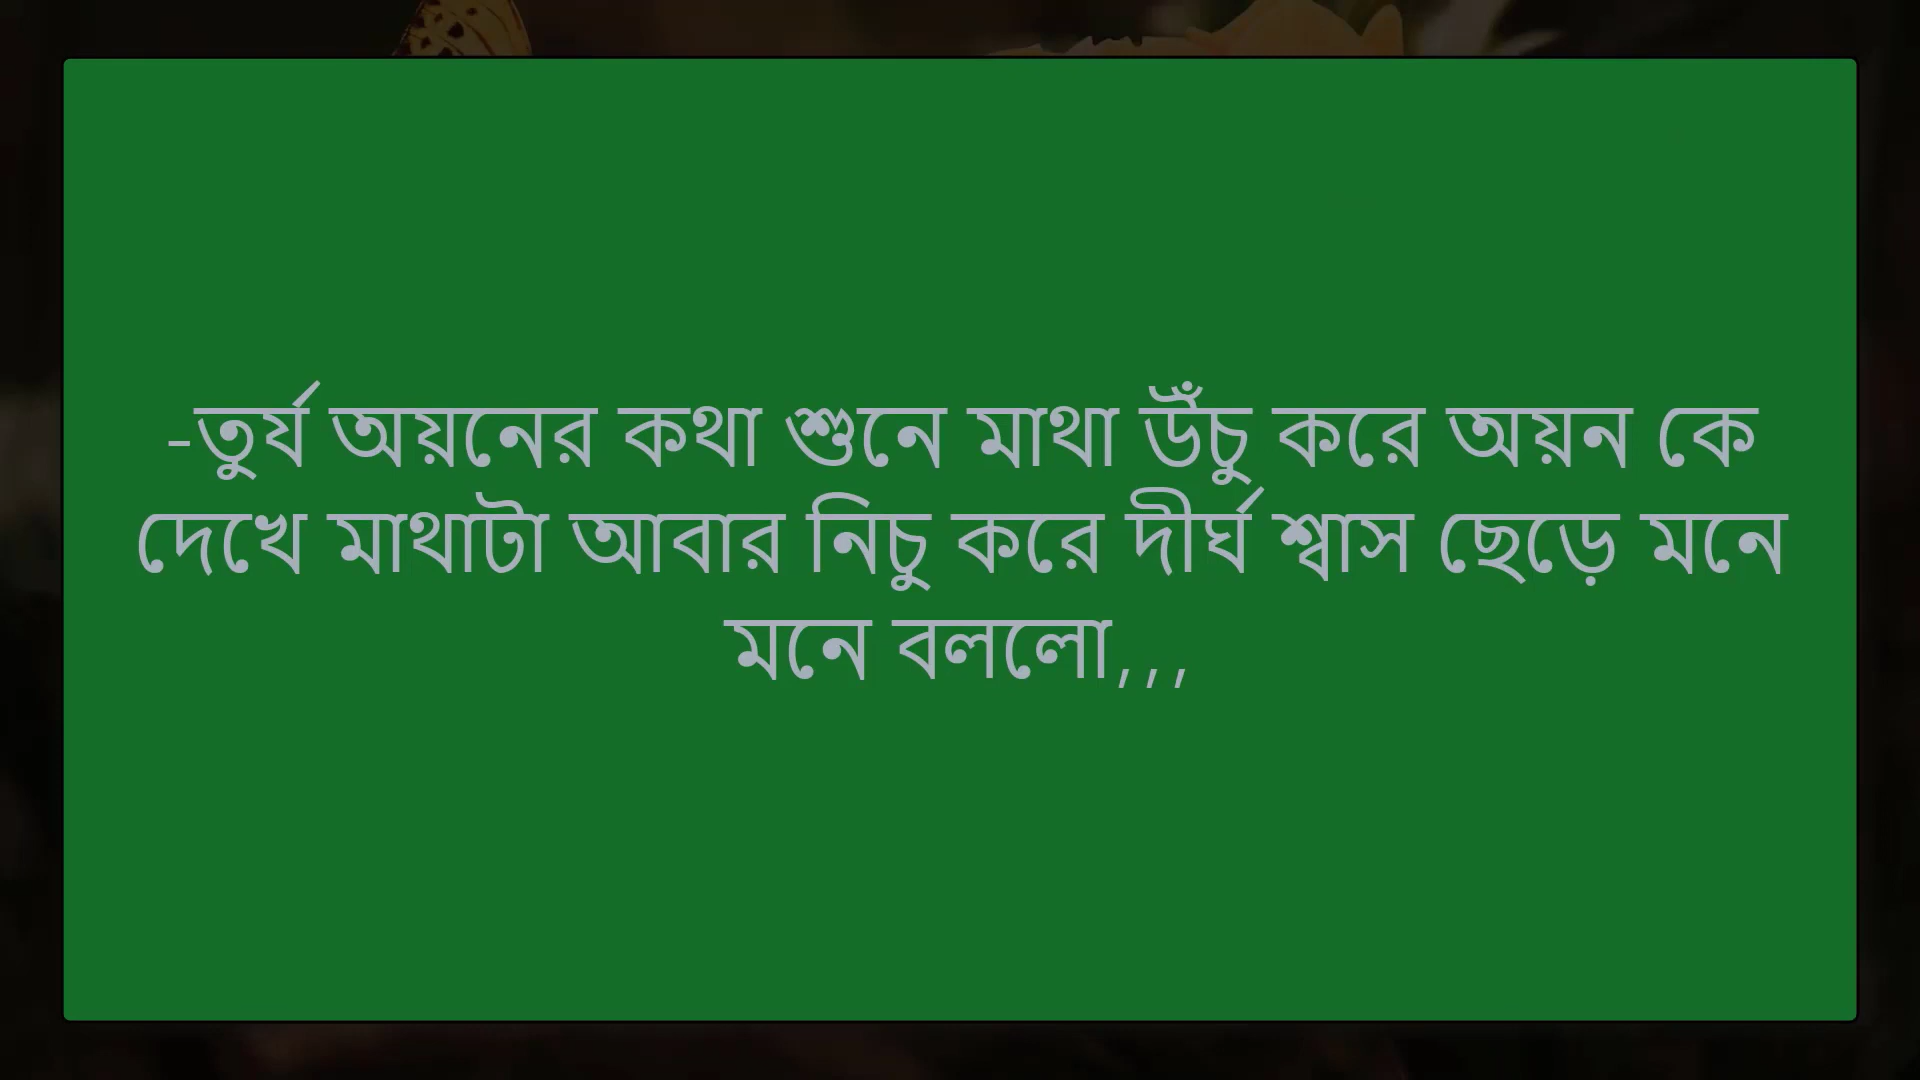 -তুর্য অয়নের কথা শুনে মাথা উঁচু করে অয়ন কে
দেখে মাথাটা আবার নিচু করে দীর্ঘ শ্বাস ছেড়ে মনে
মনে বললো,,,